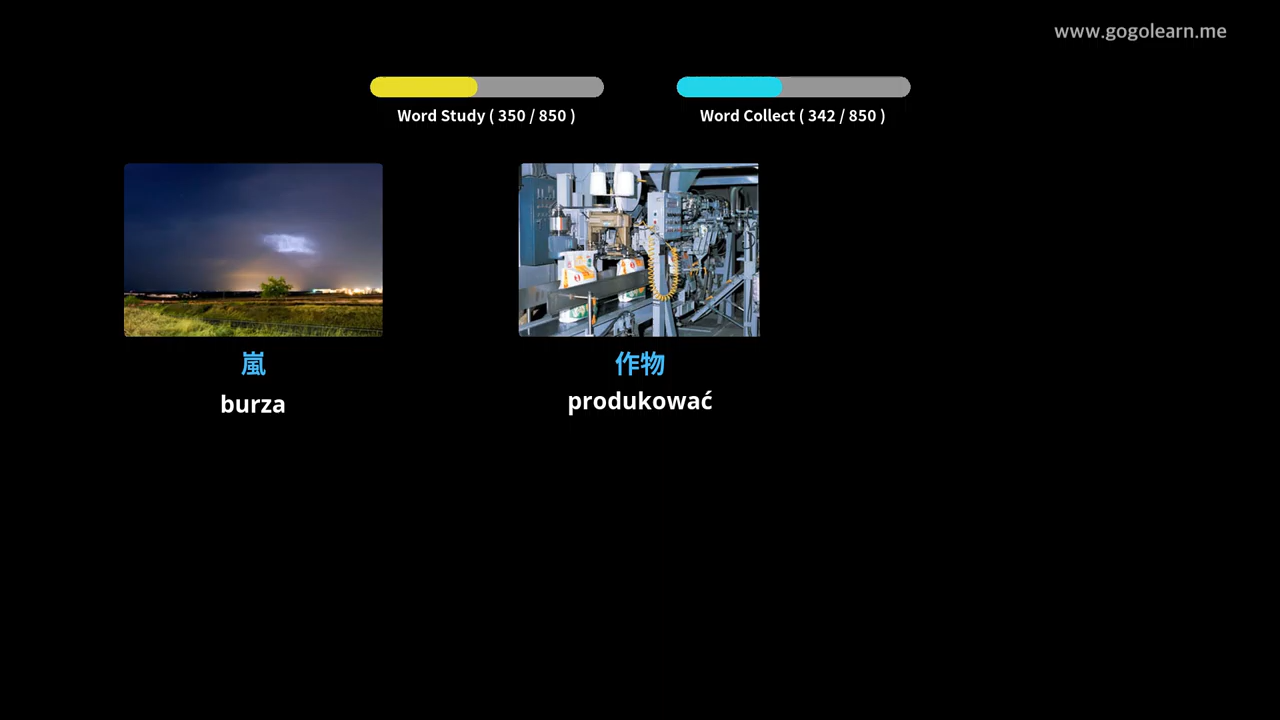 www.gogolearn.me
Word Study ( 350 / 850 )
Word Collect ( 342 / 850 )
嵐
burza
作物
produkować